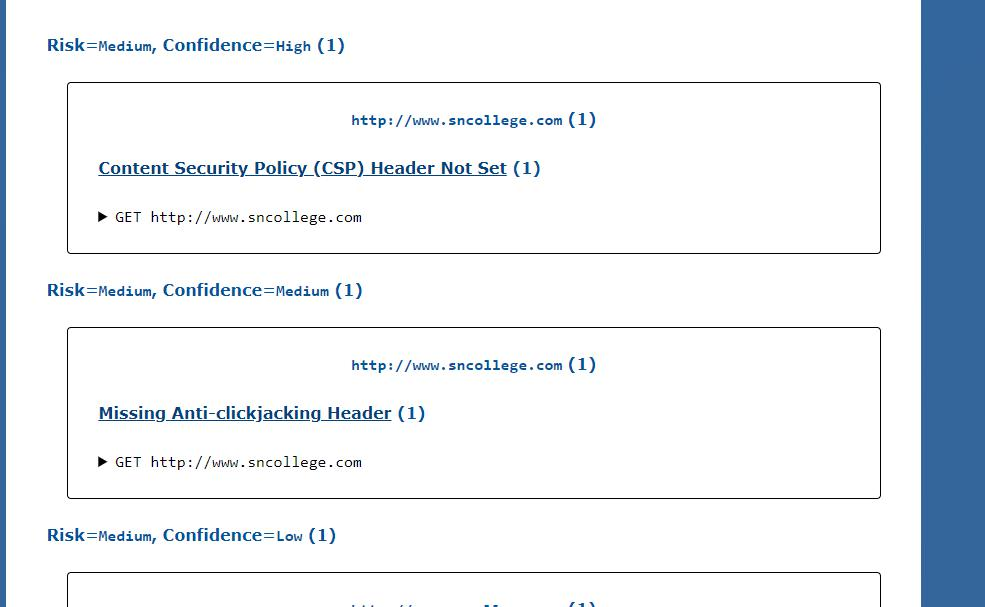 Risk=Medium, Confidence=High (1)
http://www.sncollege.com (1)
Content Security Policy (CSP) Header Not Set (1)
▶ GET http://www.sncollege.com
Risk=Medium, Confidence=Medium (1)
http://www.sncollege.com (1)
Missing Anti-clickjacking Header (1)
▶ GET http://www.sncollege.com
Risk=Medium, Confidence=Low (1)